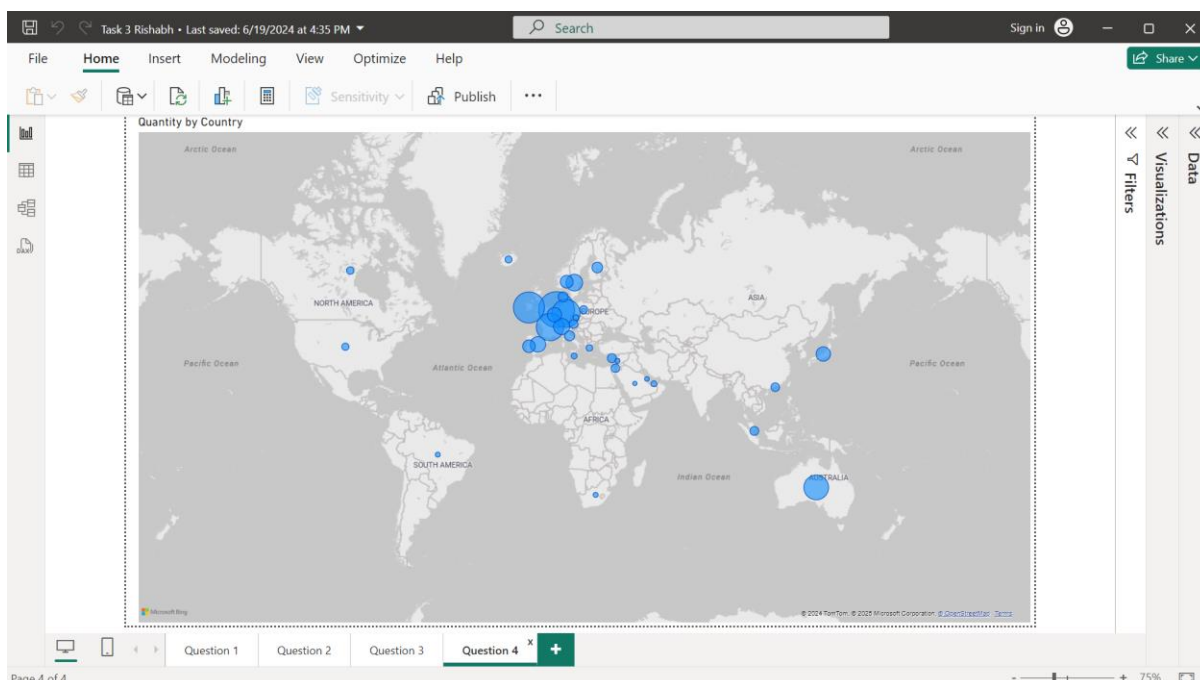 Task 3 Rishabh • Last saved: 6/19/2024 at 4:35 PM
Search
Sign in
File Home Insert Modeling View Optimize Help
Share
Sensitivity
Publish
Quantity by Country
Arctic Ocean
Arctic Ocean
NORTH AMERICA
ASIA
Pacific Ocean
Atlantic Ocean
Pacific Ocean
AFRICA
SOUTH AMERICA
Indian Ocean
AUSTRALIA
Filters
Visualizations
Data
Microsoft Bing
© 2024 TomTom, © 2025 Microsoft Corporation, © OpenStreetMap Terms
Question 1 Question 2 Question 3 Question 4 x +
Page 4 of 4
- + 75%